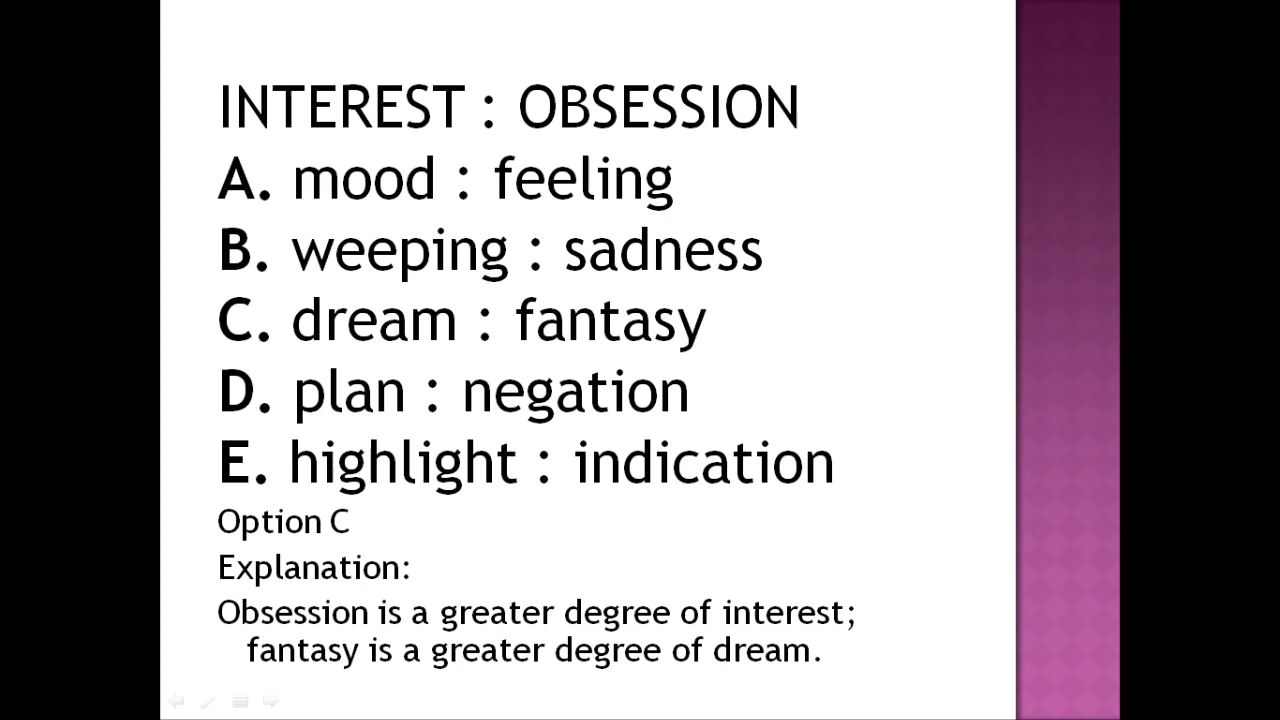 INTEREST : OBSESSION
A. mood : feeling
B. weeping : sadness
C. dream : fantasy
D. plan : negation
E. highlight : indication
Option C
Explanation:
Obsession is a greater degree of interest;
fantasy is a greater degree of dream.